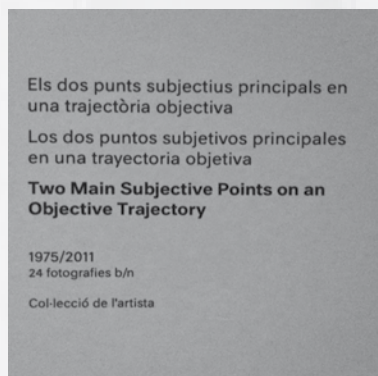 Els dos punts subjectius principals en
una trajectòria objectiva
Los dos puntos subjetivos principales
en una trayectoria objetiva
Two Main Subjective Points on an
Objective Trajectory
1975/2011
24 fotografies b/n
Col·lecció de l'artista